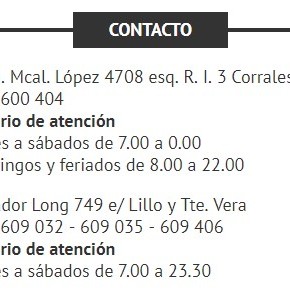 CONTACTO
. Mcal. López 4708 esq. R. I. 3 Corrales
600 404
rio de atención
s a sábados de 7.00 a 0.00
ingos y feriados de 8.00 a 22.00
dor Long 749 e/ Lillo y Tte. Vera
609 032 - 609 035 - 609 406
rio de atención
s a sábados de 7.00 a 23.30